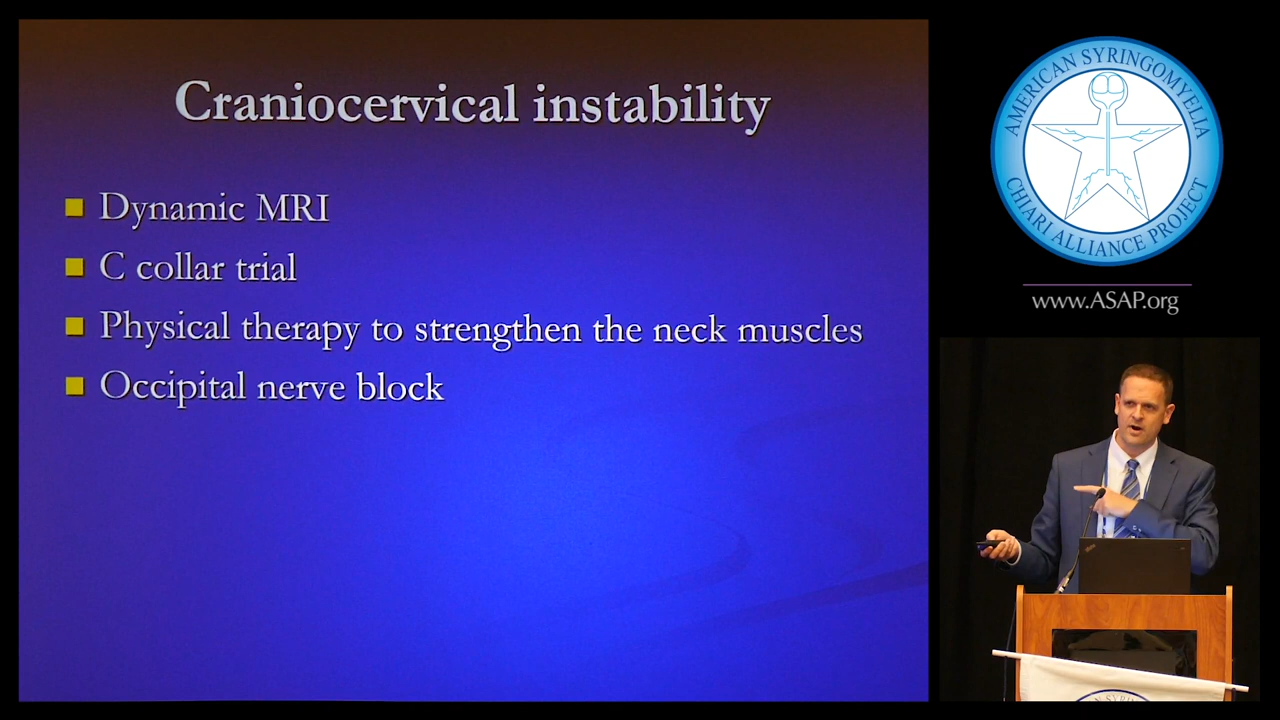 Craniocervical instability
Dynamic MRI
C collar trial
Physical therapy to strengthen the neck muscles
Occipital nerve block
AMERICAN SYRINGOMYELIA
CHIARI ALLIANCE PROJECT
www.ASAP.org